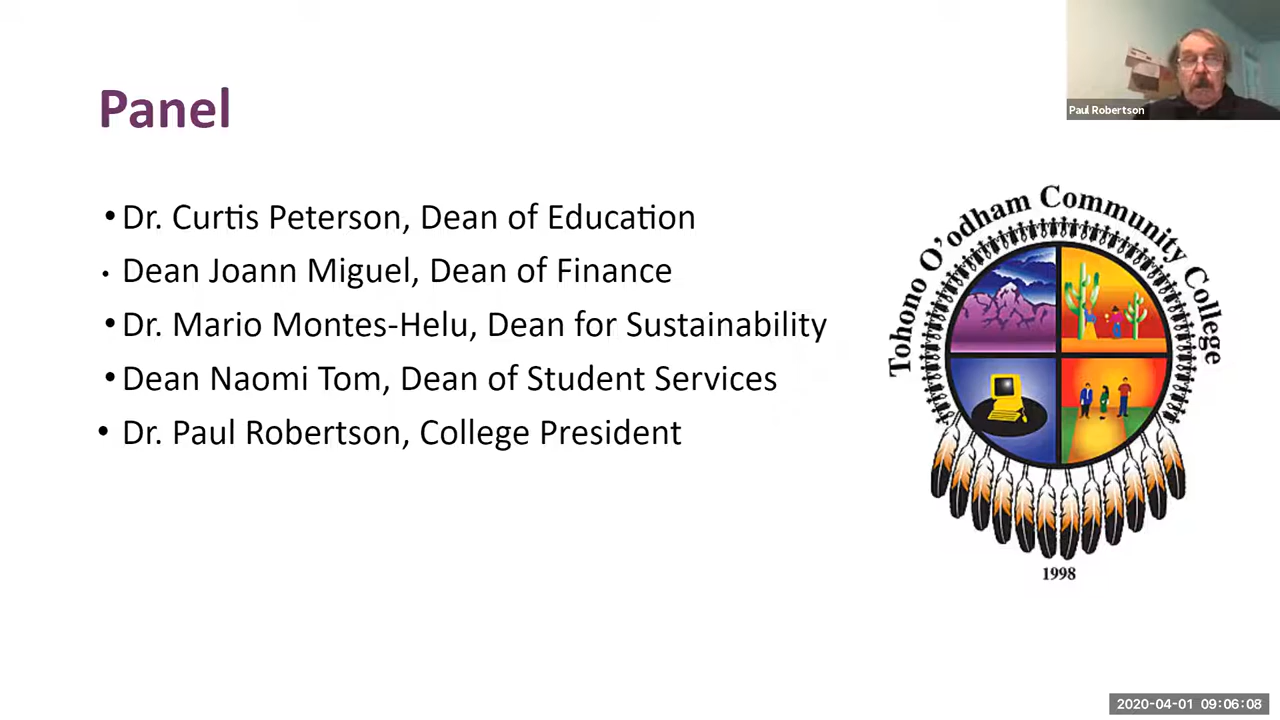 Panel
Paul Robertson
• Dr. Curtis Peterson, Dean of Education
• Dean Joann Miguel, Dean of Finance
• Dr. Mario Montes-Helu, Dean for Sustainability
• Dean Naomi Tom, Dean of Student Services
• Dr. Paul Robertson, College President
Tohono O'odham Community College
1998
2020-04-01 09:06:08